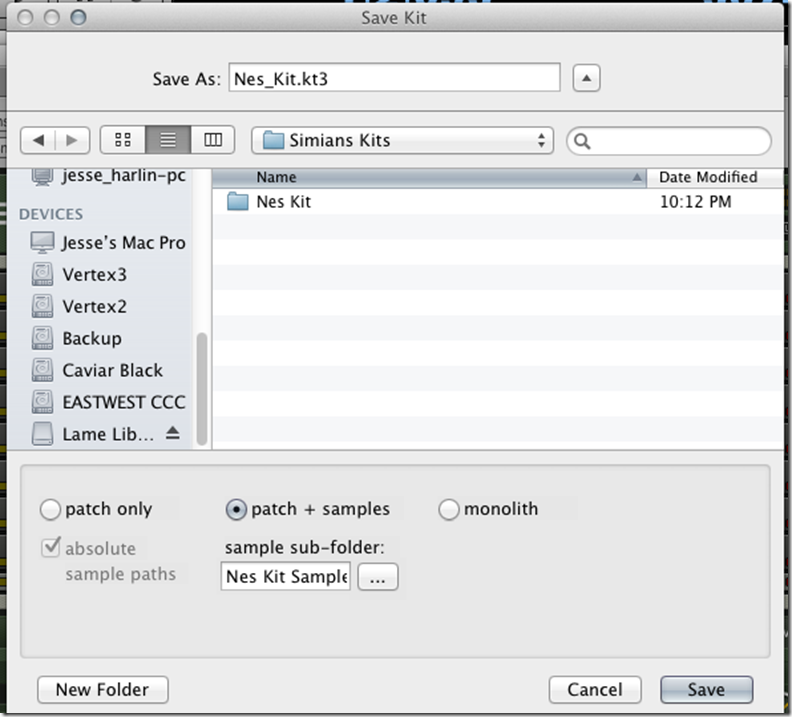 Save Kit
Save As: Nes_Kit.kt3
Simians Kits
jesse_harlin-pc
Name Date Modified
DEVICES
Nes Kit 10:12 PM
Jesse's Mac Pro
Vertex3
Vertex2
Backup
Caviar Black
EASTWEST CCC
Lame Lib...
patch only patch + samples monolith
absolute
sample paths
sample sub-folder:
Nes Kit Sample ...
New Folder Cancel Save